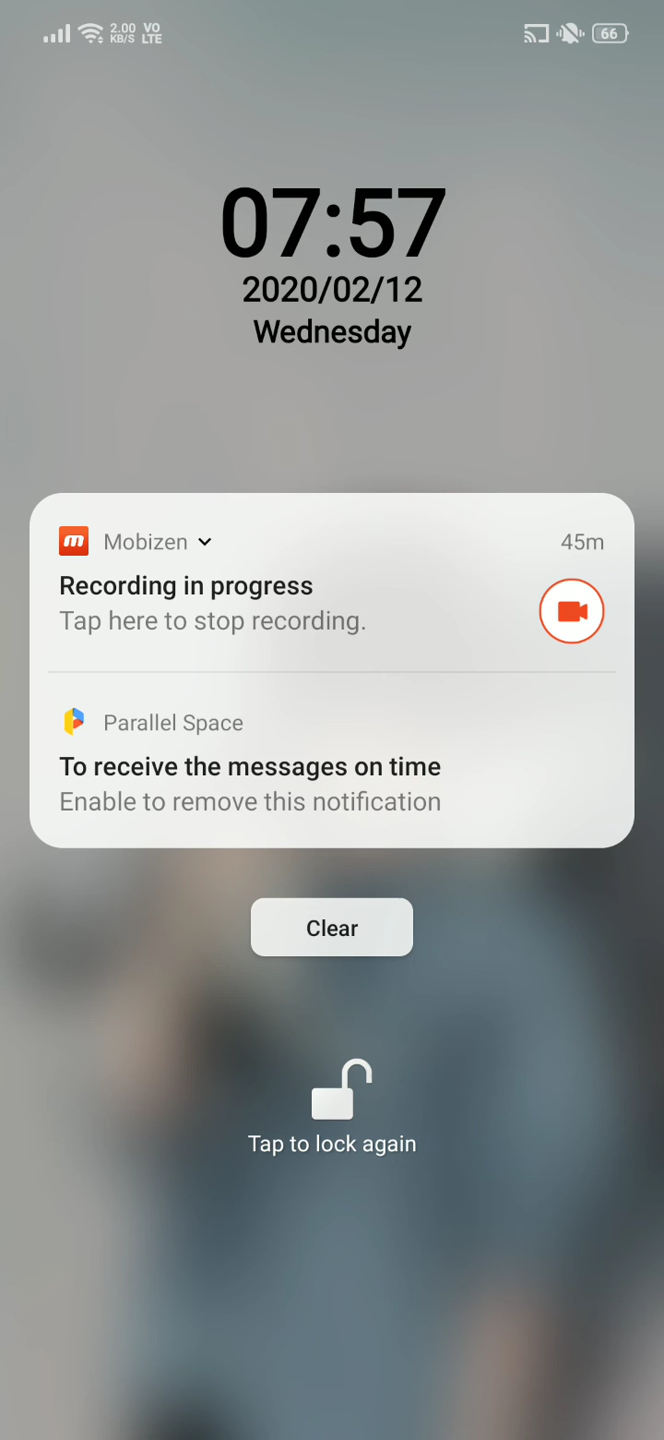 2.00 KB/S VO LTE 66
07:57
2020/02/12
Wednesday
m Mobizen 45m
Recording in progress
Tap here to stop recording.
Parallel Space
To receive the messages on time
Enable to remove this notification
Clear
Tap to lock again